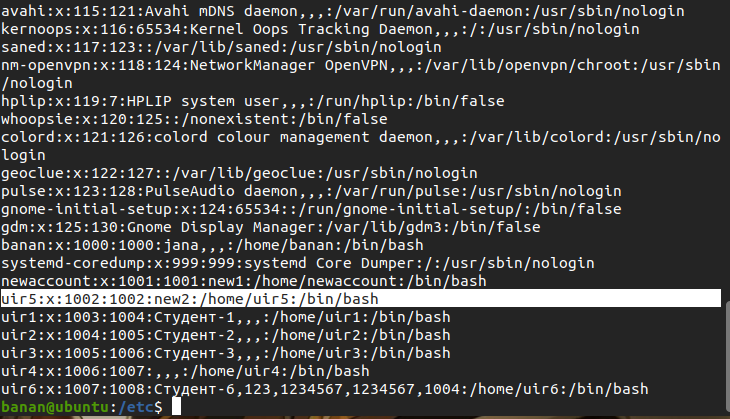 avahi:x:115:121:Avahi mDNS daemon,,,:/var/run/avahi-daemon:/usr/sbin/nologin
kernoops:x:116:65534:Kernel Oops Tracking Daemon,,,:/:/usr/sbin/nologin
saned:x:117:123::/var/lib/saned:/usr/sbin/nologin
nm-openvpn:x:118:124:NetworkManager OpenVPN,,,:/var/lib/openvpn/chroot:/usr/sbin
/nologin
hplip:x:119:7:HPLIP system user,,,:/run/hplip:/bin/false
whoopsie:x:120:125::/nonexistent:/bin/false
colord:x:121:126:colord colour management daemon,,,:/var/lib/colord:/usr/sbin/no
login
geoclue:x:122:127::/var/lib/geoclue:/usr/sbin/nologin
pulse:x:123:128:PulseAudio daemon,,,:/var/run/pulse:/usr/sbin/nologin
gnome-initial-setup:x:124:65534::/run/gnome-initial-setup/:/bin/false
gdm:x:125:130:Gnome Display Manager:/var/lib/gdm3:/bin/false
banan:x:1000:1000:jana,,,:/home/banan:/bin/bash
systemd-coredump:x:999:999:systemd Core Dumper:/:/usr/sbin/nologin
newaccount:x:1001:1001:new1:/home/newaccount:/bin/bash
uir5:x:1002:1002:new2:/home/uir5:/bin/bash
uir1:x:1003:1004:Студент-1,,,:/home/uir1:/bin/bash
uir2:x:1004:1005:Студент-2,,,:/home/uir2:/bin/bash
uir3:x:1005:1006:Студент-3,,,:/home/uir3:/bin/bash
uir4:x:1006:1007:,,,:/home/uir4:/bin/bash
uir6:x:1007:1008:Студент-6,123,1234567,1234567,1004:/home/uir6:/bin/bash
banan@ubuntu:/etc$